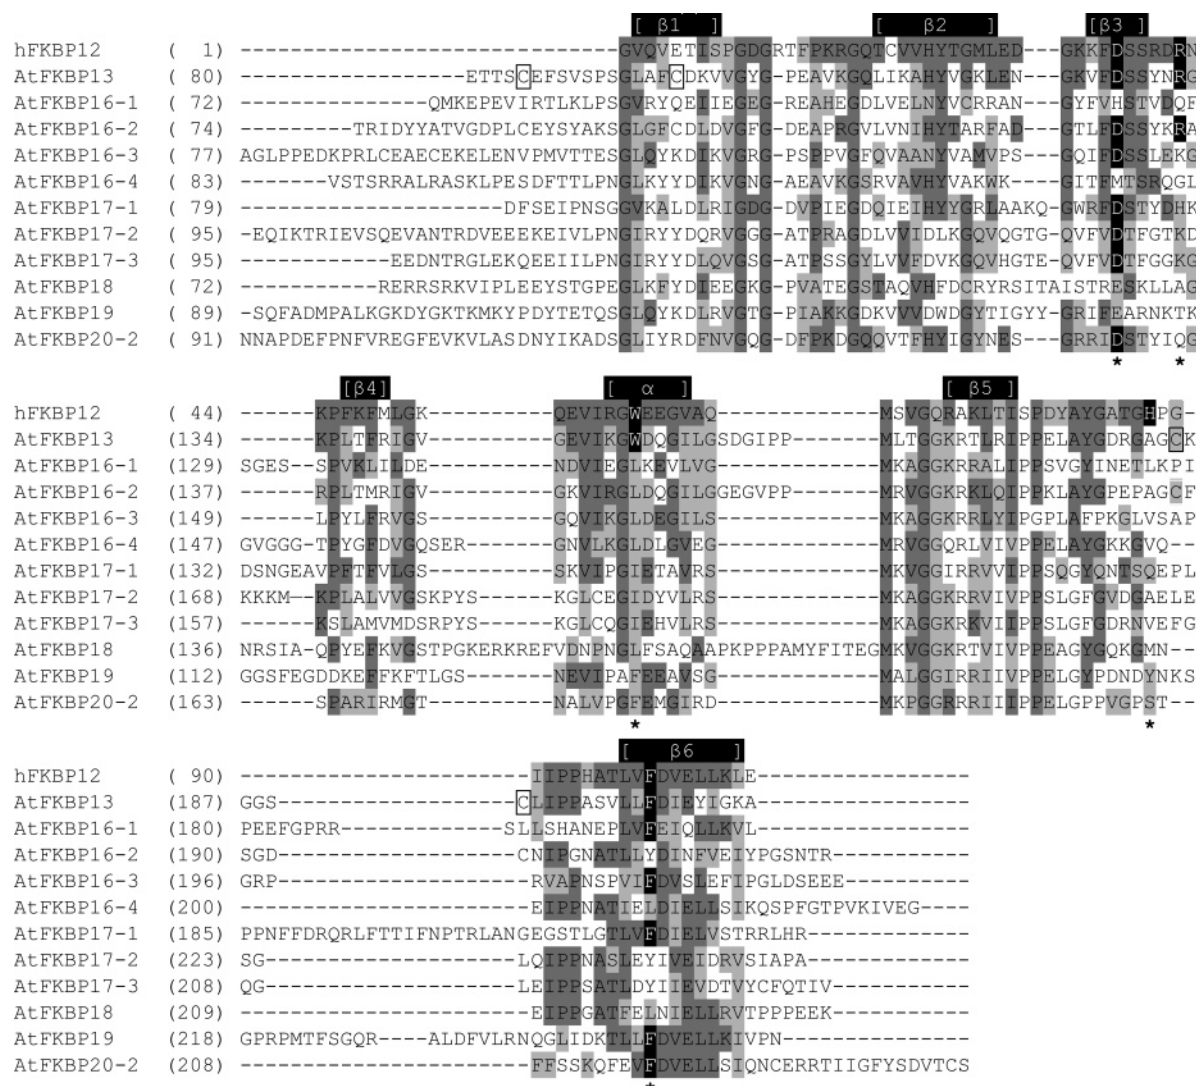 [ β1 ] [ β2 ] [ β3 ]
hFKBP12 ( 1) ------------------------------GVQVETISPGDGRTFPKRGQTCVVHYTGMLED---GKKFDSSRDRN
AtFKBP13 ( 80) ------------------ETTSCEFSVSPSGLAFCDKVVGYG-PEAVKGQLIKAHYVGKLEN---GKVFDSSYNRG
AtFKBP16-1 ( 72) ---------------QMKEPEVIRTLKLPSGVRYQEIIEGEG-REAHEGDLVELNYVCRRAN---GYFVHSTVDQF
AtFKBP16-2 ( 74) ---------TRIDYYATVGDPLCEYSYAKSGLGFCDLDVGFG-DEAPRGVLVNIHYTARFAD---GTLFDSSYKRA
AtFKBP16-3 ( 77) AGLPPEDKPRLCEAECEKELENVPMVTTESGLQYKDIKVGRG-PSPPVGFQVAANYVAMVPS---GQIFDSSLEKG
AtFKBP16-4 ( 83) -------VSTSRRALRASKLPESDFTTLPNGLKYYDIKVGNG-AEAVKGSRVAVHYVAKWK----GITFMTSRQGL
AtFKBP17-1 ( 79) ---------------------DFSEIPNSGGVKALDLRIGDG-DVPIEGDQIEIHYYGRLAAKQ-GWRFDSTYDHK
AtFKBP17-2 ( 95) -EQIKTRIEVSQEVANTRDVEEEKEIVLPNGIRYYDQRVGGG-ATPRAGDLVVIDLKGQVQGTG-QVFVDTFGTKD
AtFKBP17-3 ( 95) ------------EEDNTRGLEKQEEIILPNGIRYYDLQVGSG-ATPSSGYLVVFDVKGQVHGTE-QVFVDTFGGKG
AtFKBP18 ( 72) -----------RERRSRKVIPLEEYSTGPEGLKFYDIEEGKG-PVATEGSTAQVHFDCRYRSITAISTRESKLLAG
AtFKBP19 ( 89) -SQFADMPALKGKDYGKTKMKYPDYTETQSGLQYKDLRVGTG-PIAKKGDKVVVDWDGYTIGYY-GRIFEARNKTK
AtFKBP20-2 ( 91) NNAPDEFPNFVREGFEVKVLASDNYIKADSGLIYRDFNVGQG-DFPKDGQQVTFHYIGYNES---GRRIDSTYIQG
* *
[β4] [ α ] [ β5 ]
hFKBP12 ( 44) ------KPFKFMLGK----------QEVIRGWEEGVAQ-------------MSVGQRAKLTISPDYAYGATGHPG-
AtFKBP13 (134) ------KPLTFRIGV----------GEVIKGWDQGILGSDGIPP-------MLTGGKRTLRIPPELAYGDRGAGCK
AtFKBP16-1 (129) SGES--SPVKLILDE----------NDVIEGLKEVLVG-------------MKAGGKRRALIPPSVGYINETLKPI
AtFKBP16-2 (137) ------RPLTMRIGV----------GKVIRGLDQGILGGEGVPP-------MRVGGKRKLQIPPKLAYGPEPAGCF
AtFKBP16-3 (149) ------LPYLFRVGS----------GQVIKGLDEGILS-------------MKAGGKRRLYIPGPLAFPKGLVSAP
AtFKBP16-4 (147) GVGGG-TPYGFDVGQSER-------GNVLKGLDLGVEG-------------MRVGGQRLVIVPPELAYGKKGVQ--
AtFKBP17-1 (132) DSNGEAVPFTFVLGS----------SKVIPGIETAVRS-------------MKVGGIRRVVIPPSQGYQNTSQEPL
AtFKBP17-2 (168) KKKM--KPLALVVGSKPYS------KGLCEGIDYVLRS-------------MKAGGKRRVIVPPSLGFGVDGAELE
AtFKBP17-3 (157) ------KSLAMVMDSRPYS------KGLCQGIEHVLRS-------------MKAGGKRKVIIPPSLGFGDRNVEFG
AtFKBP18 (136) NRSIA-QPYEFKVGSTPGKERKREFVDNPNGLFSAQAAPKPPPAMYFITEGMKVGGKRTVIVPPEAGYGQKGMN--
AtFKBP19 (112) GGSFEGDDKEFFKFTLGS-------NEVIPAFEEAVSG-------------MALGGIRRIIVPPELGYPDNDYNKS
AtFKBP20-2 (163) ------SPARIRMGT----------NALVPGFEMGIRD-------------MKPGGRRRIIIPPELGPPVGPST--
* *
[ β6 ]
hFKBP12 ( 90) -----------------------IIPPHATLVFDVELLKLE-----------------
AtFKBP13 (187) GGS-------------------CLIPPASVLLFDIEYIGKA-----------------
AtFKBP16-1 (180) PEEFGPRR-------------SLLSHANEPLVFEIQLLKVL-----------------
AtFKBP16-2 (190) SGD-------------------CNIPGNATLLYDINFVEIYPGSNTR-----------
AtFKBP16-3 (196) GRP-------------------RVAPNSPVIFDVSLEFIPGLDSEEE----------
AtFKBP16-4 (200) -----------------------EIPPNATIELDIELLSIKQSPFGTPVKIVEG----
AtFKBP17-1 (185) PPNFFDRQRLFTTIFNPTRLANGEGSTLGTLVFDIELVSTRRLHR-------------
AtFKBP17-2 (223) SG--------------------LQIPPNASLEYIVEIDRVSIAPA-------------
AtFKBP17-3 (208) QG--------------------LEIPPSATLDYIIEVDTVYCFQTIV-----------
AtFKBP18 (209) -----------------------EIPPGATFELNIELLRVTPPPEEK-----------
AtFKBP19 (218) GPRPMTFSGQR----ALDFVLRNQGLIDKTLLFDVELLKIVPN---------------
AtFKBP20-2 (208) -----------------------FFSSKQFEVFDVELLSIQNCERRTIIGFYSDVTCS
*